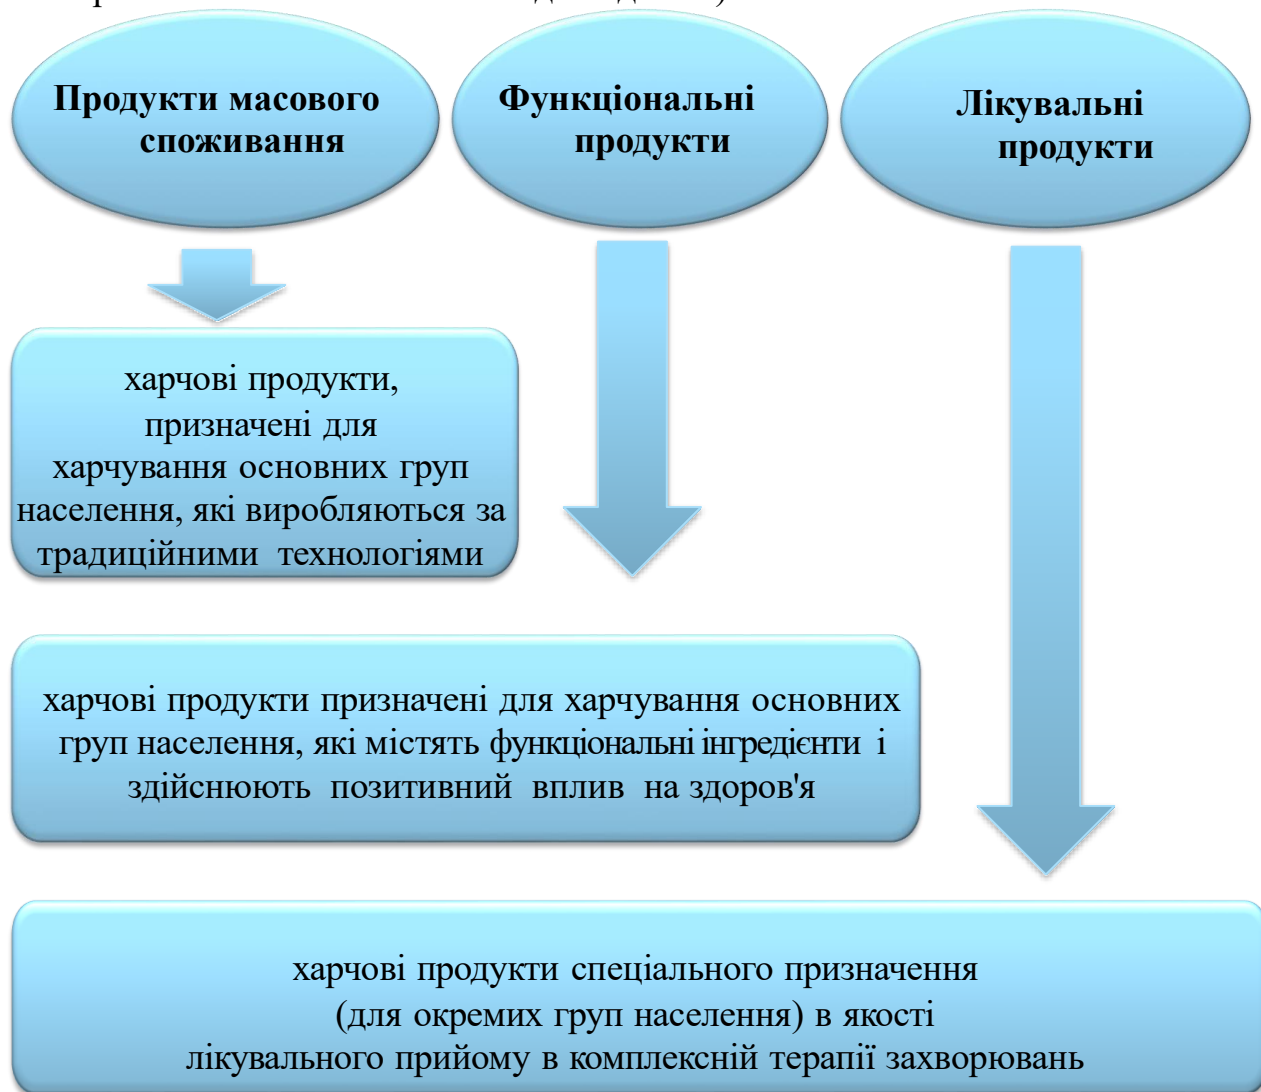 Продукти масового
споживання
Функціональні
продукти
Лікувальні
продукти
харчові продукти,
призначені для
харчування основних груп
населення, які виробляються за
традиційними технологіями
харчові продукти призначені для харчування основних
груп населення, які містять функціональні інгредієнти і
здійснюють позитивний вплив на здоров'я
харчові продукти спеціального призначення
(для окремих груп населення) в якості
лікувального прийому в комплексній терапії захворювань